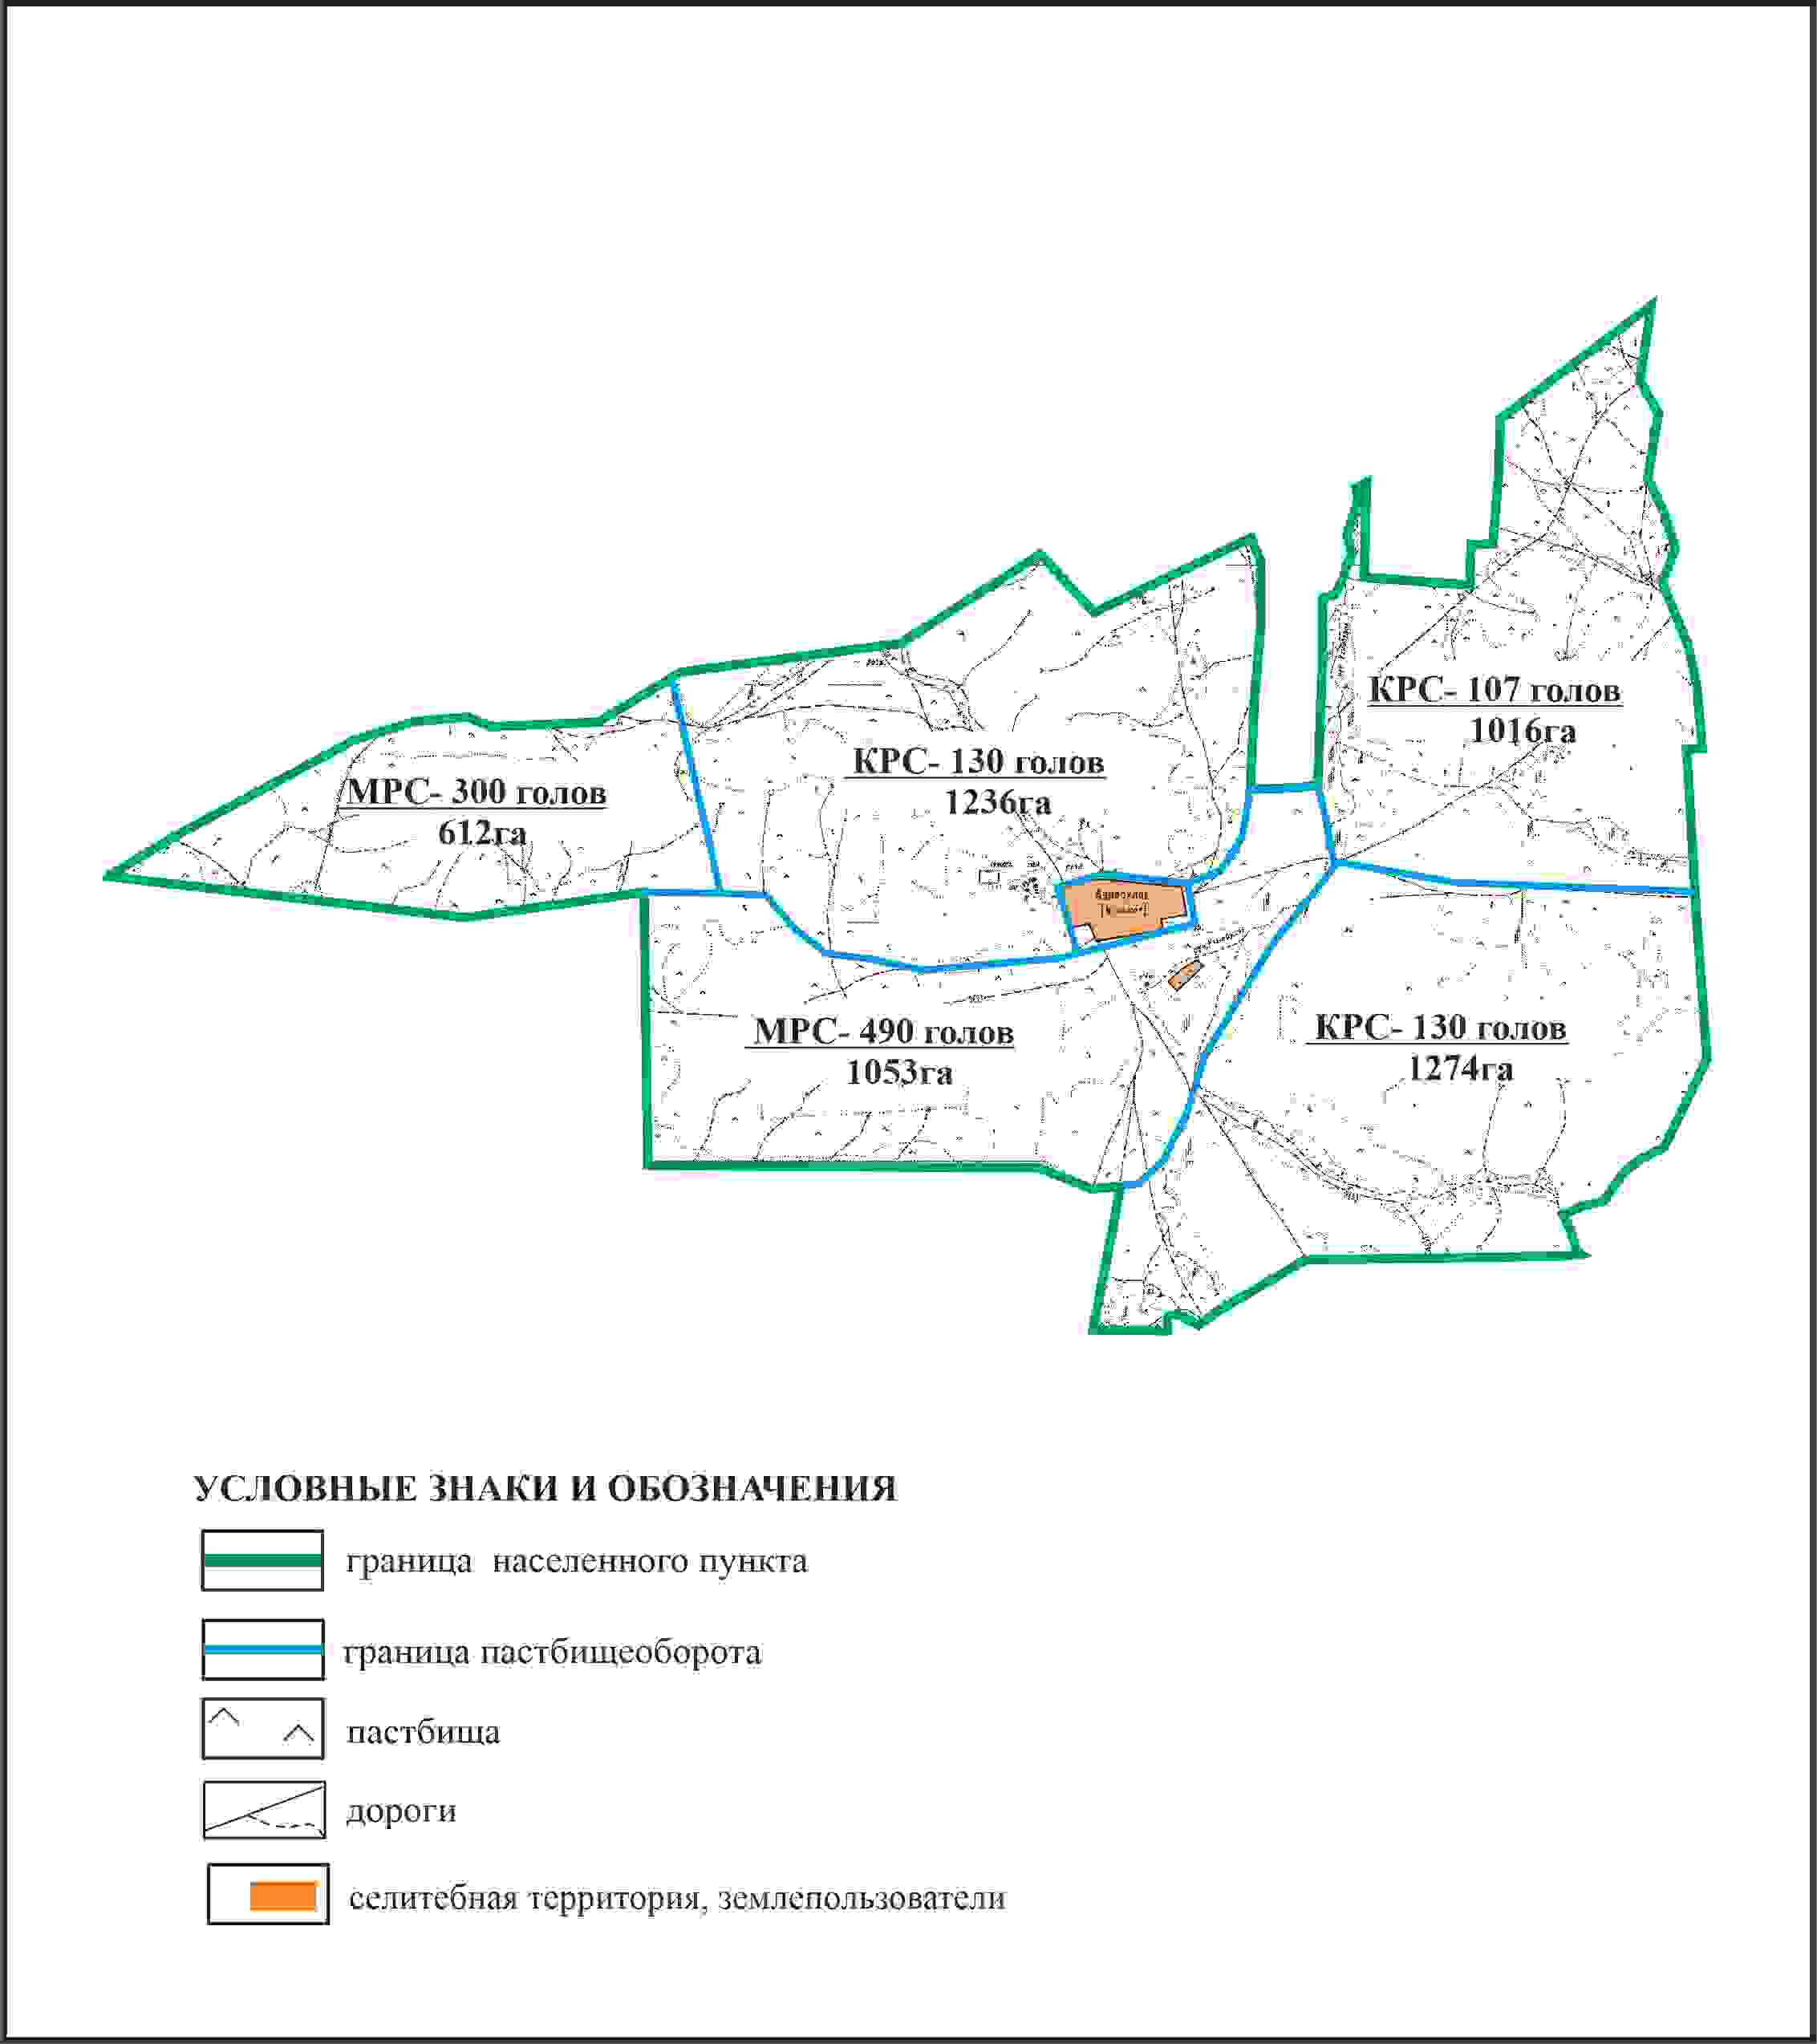 КРС- 107 голов
1016га
КРС- 130 голов
1236га
МРС- 300 голов
612га
МРС- 490 голов
1053га
КРС- 130 голов
1274га
УСЛОВНЫЕ ЗНАКИ И ОБОЗНАЧЕНИЯ
граница населенного пункта
граница пастбищеоборота
пастбища
дороги
селитебная территория, землепользователи